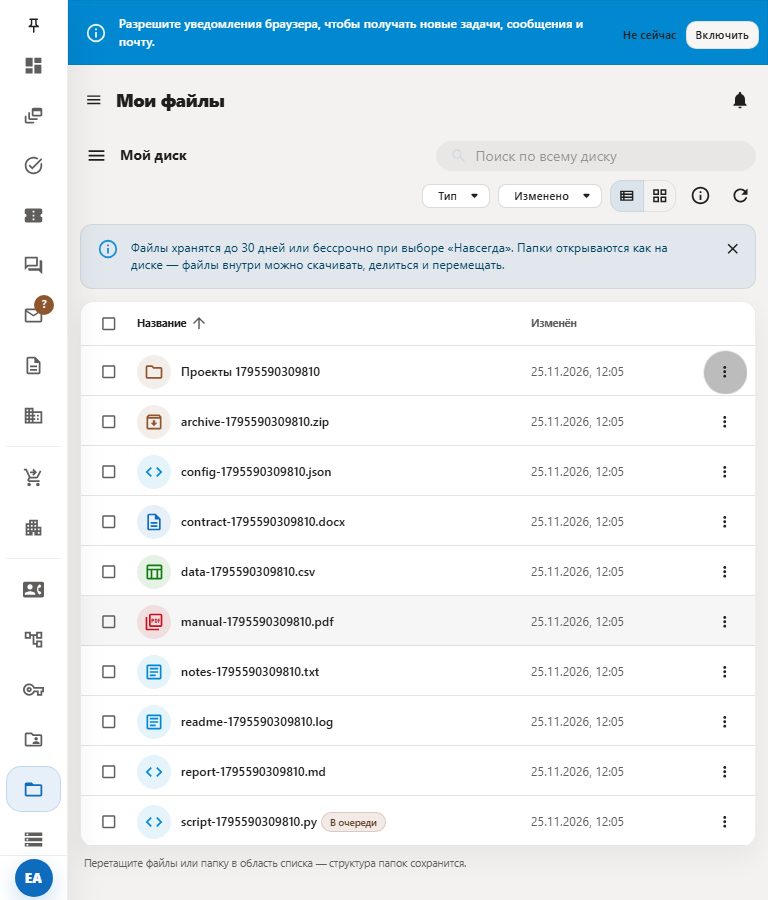 Разрешите уведомления браузера, чтобы получать новые задачи, сообщения и
почту.
Не сейчас
Включить
Мои файлы
Мой диск
Поиск по всему диску
Тип
Изменено
Файлы хранятся до 30 дней или бессрочно при выборе «Навсегда». Папки открываются как на
диске — файлы внутри можно скачивать, делиться и перемещать.
Название
Изменён
Проекты 1795590309810
25.11.2026, 12:05
archive-1795590309810.zip
25.11.2026, 12:05
config-1795590309810.json
25.11.2026, 12:05
contract-1795590309810.docx
25.11.2026, 12:05
data-1795590309810.csv
25.11.2026, 12:05
PDF
manual-1795590309810.pdf
25.11.2026, 12:05
notes-1795590309810.txt
25.11.2026, 12:05
readme-1795590309810.log
25.11.2026, 12:05
report-1795590309810.md
25.11.2026, 12:05
script-1795590309810.py
В очереди
25.11.2026, 12:05
Перетащите файлы или папку в область списка — структура папок сохранится.
?
EA